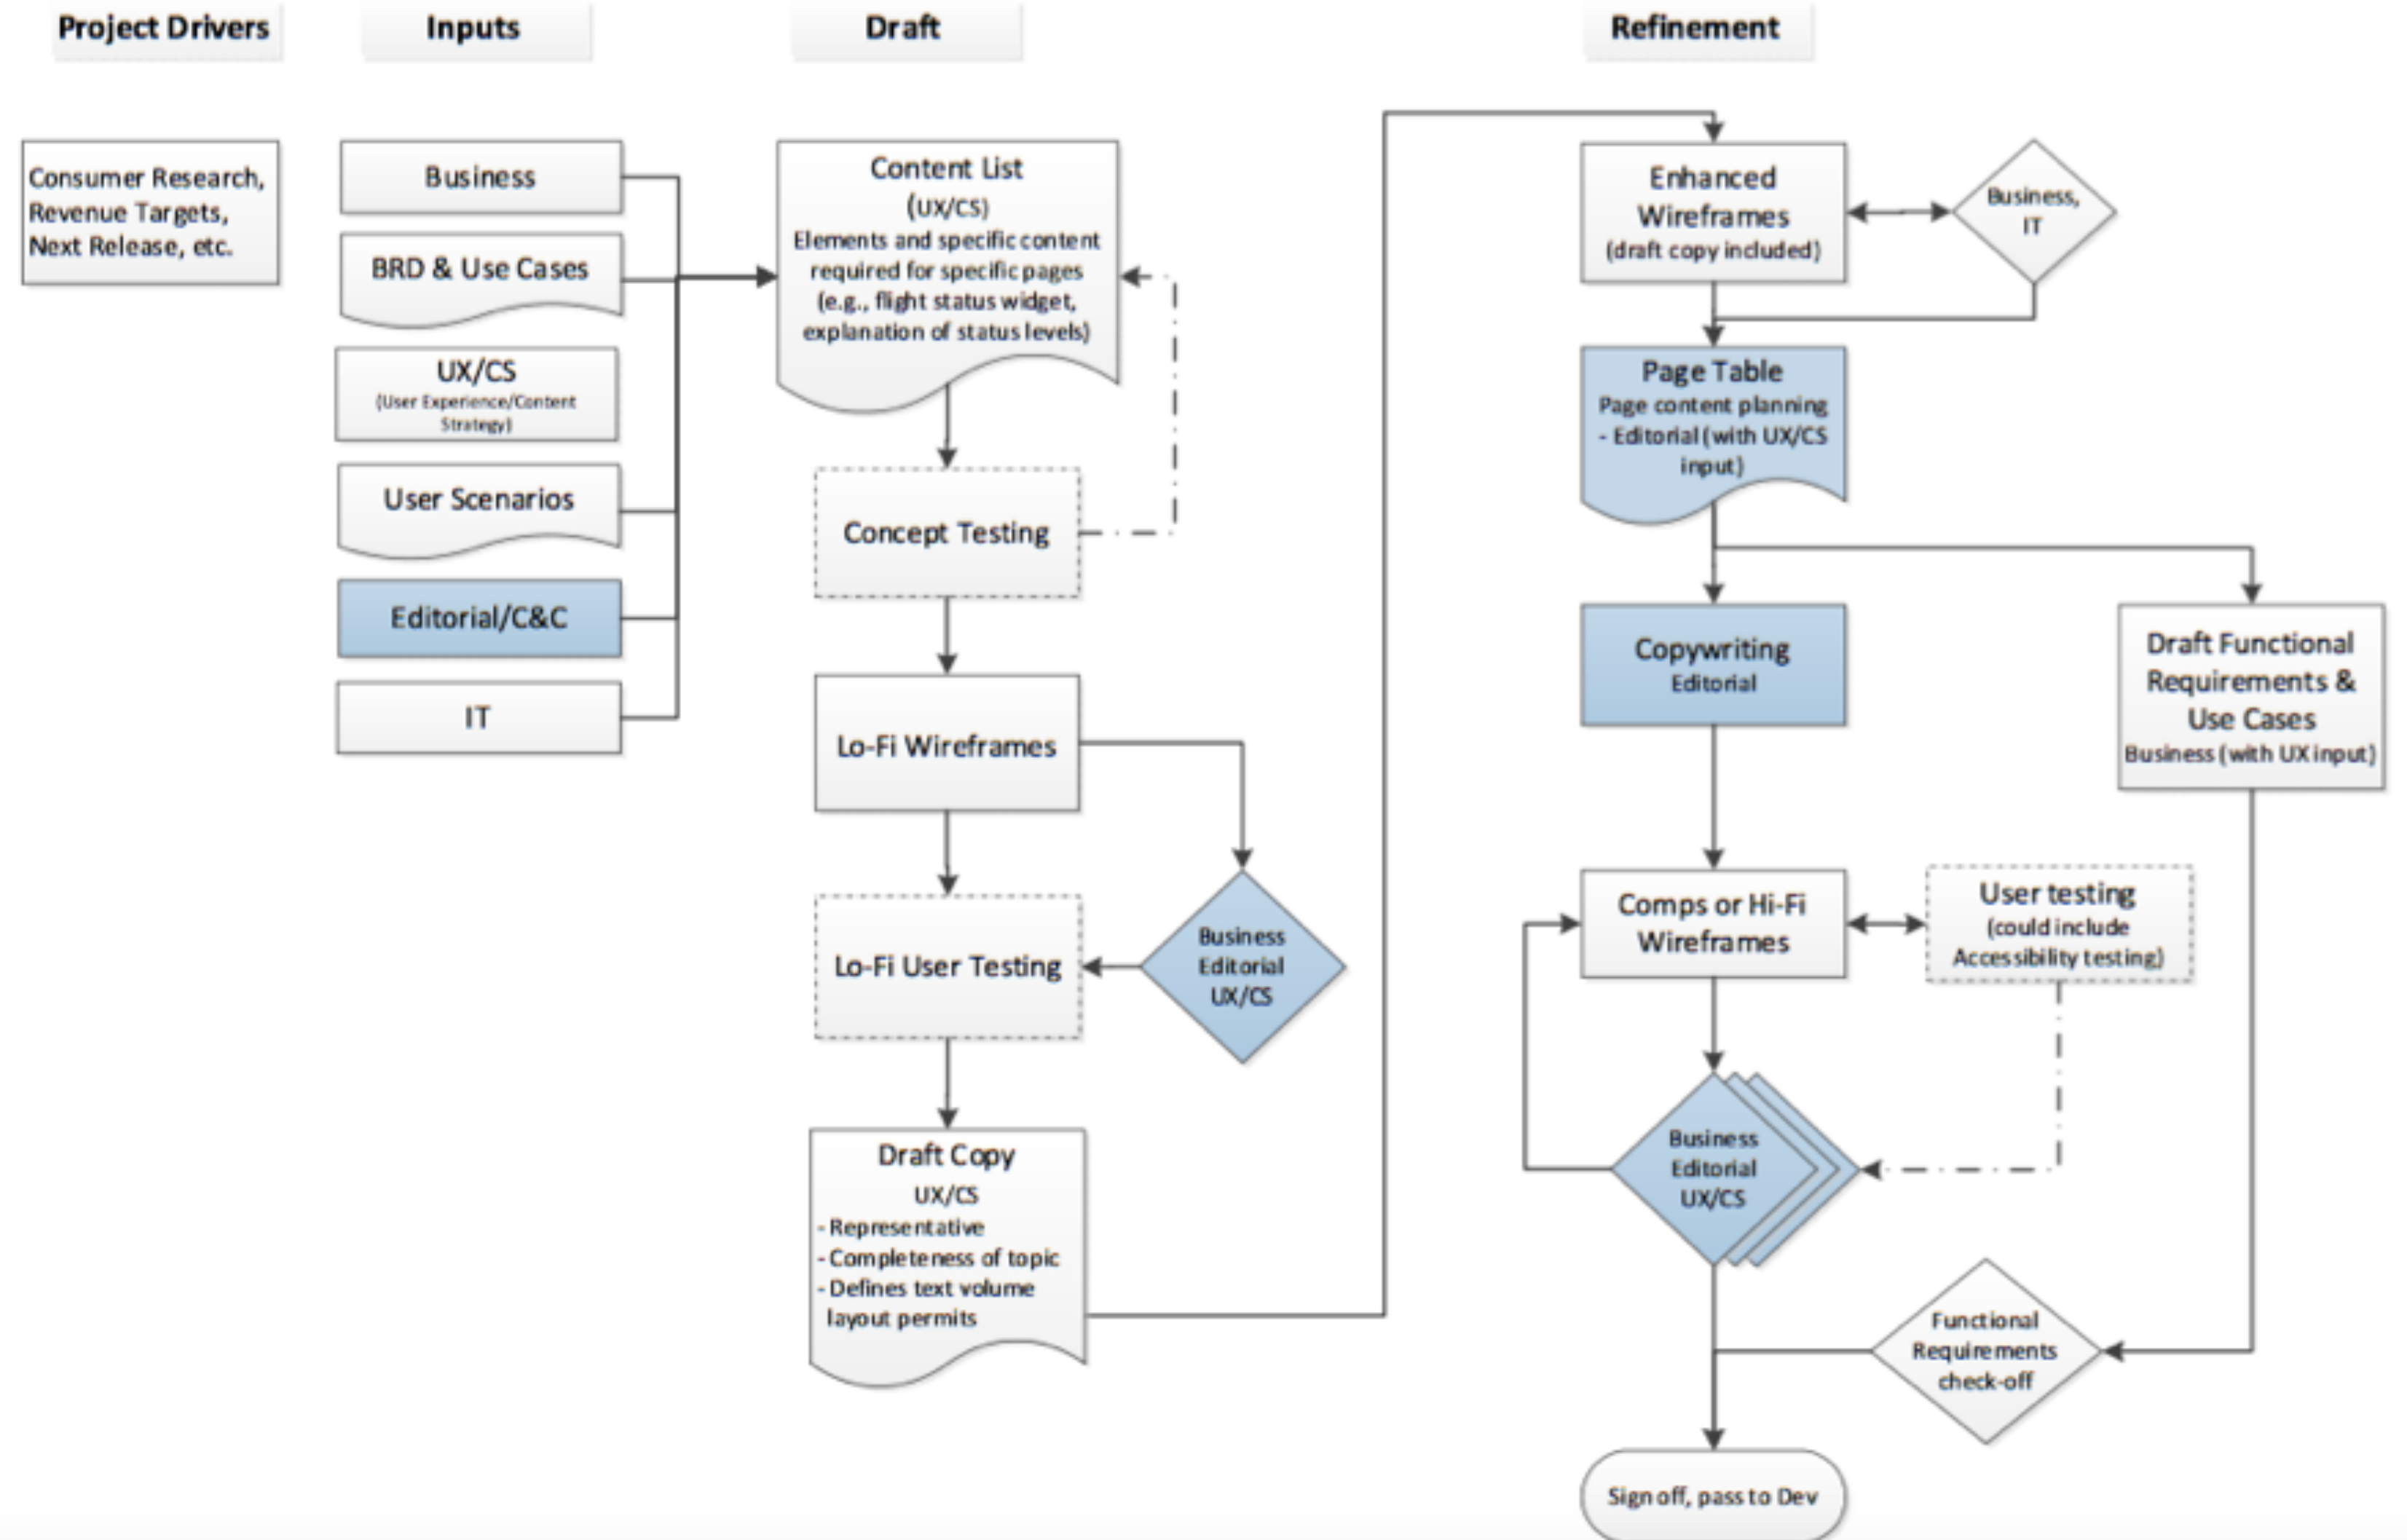 Project Drivers
Inputs
Draft
Refinement
Consumer Research,
Revenue Targets,
Next Release, etc.
Business
BRD & Use Cases
UX/CS
(User Experience/Content
Strategy)
User Scenarios
Editorial/C&C
IT
Content List
(UX/CS)
Elements and specific content
required for specific pages
(e.g., flight status widget,
explanation of status levels)
Concept Testing
Lo-Fi Wireframes
Lo-Fi User Testing
Business
Editorial
UX/CS
Draft Copy
UX/CS
- Representative
- Completeness of topic
- Defines text volume
layout permits
Enhanced
Wireframes
(draft copy included)
Business,
IT
Page Table
Page content planning
- Editorial (with UX/CS
input)
Copywriting
Editorial
Draft Functional
Requirements &
Use Cases
Business (with UX input)
Comps or Hi-Fi
Wireframes
User testing
(could include
Accessibility testing)
Business
Editorial
UX/CS
Functional
Requirements
check-off
Sign off, pass to Dev